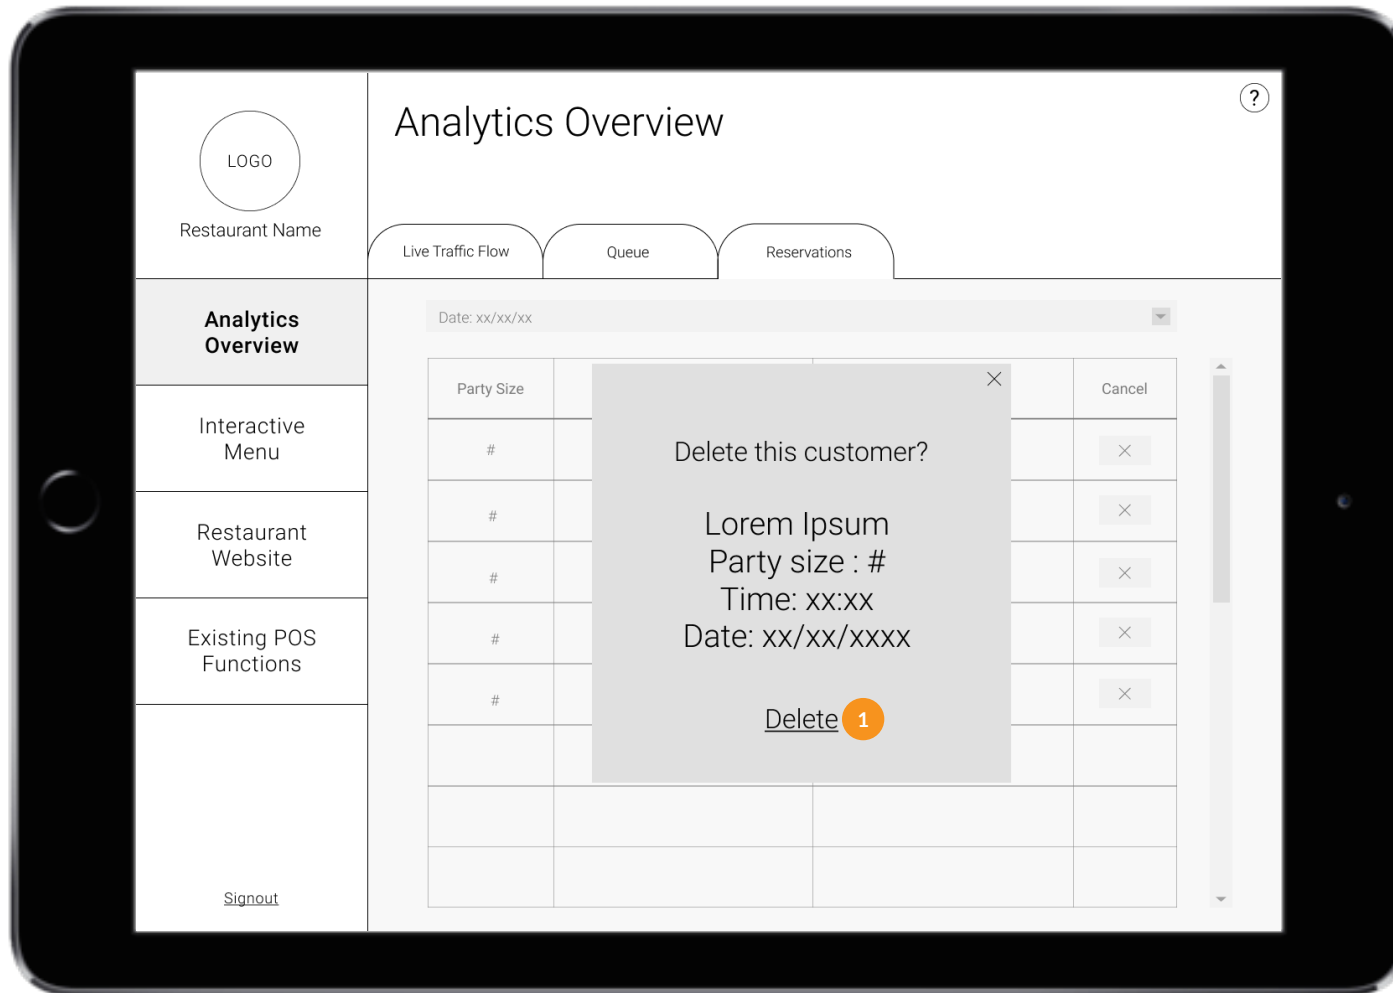 LOGO
Restaurant Name
Analytics Overview
?
Live Traffic Flow
Queue
Reservations
Analytics
Overview
Interactive
Menu
Restaurant
Website
Existing POS
Functions
Signout
Date: xx/xx/xx
Party Size
Cancel
#
#
#
#
#
Delete this customer?
Lorem Ipsum
Party size : #
Time: xx:xx
Date: xx/xx/xxxx
Delete 1